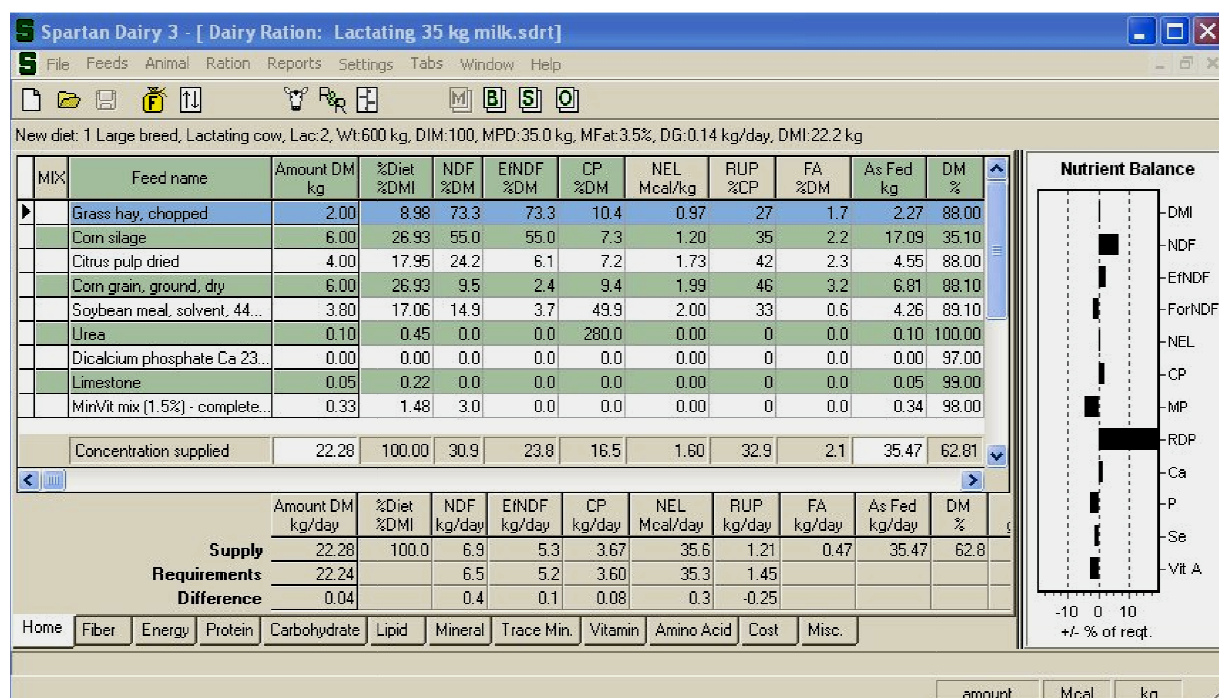 Spartan Dairy 3 - [ Dairy Ration: Lactating 35 kg milk.sdrt]
File Feeds Animal Ration Reports Settings Tabs Window Help
New diet: 1 Large breed, Lactating cow, Lac:2, Wt:600 kg, DIM:100, MPD:35.0 kg, MFat:3.5%, DG:0.14 kg/day, DMI:22.2 kg
MIX Feed name Amount DM kg %Diet %DMI NDF %DM EfNDF %DM CP %DM NEL Mcal/kg RUP %CP FA %DM As Fed kg DM %
Grass hay, chopped 2.00 8.98 73.3 73.3 10.4 0.97 27 1.7 2.27 88.00
Corn silage 6.00 26.93 55.0 55.0 7.3 1.20 35 2.2 17.09 35.10
Citrus pulp dried 4.00 17.95 24.2 6.1 7.2 1.73 42 2.3 4.55 88.00
Corn grain, ground, dry 6.00 26.93 9.5 2.4 9.4 1.99 46 3.2 6.81 88.10
Soybean meal, solvent, 44... 3.80 17.06 14.9 3.7 49.9 2.00 33 0.6 4.26 89.10
Urea 0.10 0.45 0.0 0.0 280.0 0.00 0 0.0 0.10 100.00
Dicalcium phosphate Ca 23... 0.00 0.00 0.0 0.0 0.0 0.00 0 0.0 0.00 97.00
Limestone 0.05 0.22 0.0 0.0 0.0 0.00 0 0.0 0.05 99.00
MinVit mix (1.5%) - complete... 0.33 1.48 3.0 0.0 0.0 0.00 0 0.0 0.34 98.00
Concentration supplied 22.28 100.00 30.9 23.8 16.5 1.60 32.9 2.1 35.47 62.81
Amount DM kg/day %Diet %DMI NDF kg/day EfNDF kg/day CP kg/day NEL Mcal/day RUP kg/day FA kg/day As Fed kg/day DM %
Supply 22.28 100.0 6.9 5.3 3.67 35.6 1.21 0.47 35.47 62.8
Requirements 22.24 6.5 5.2 3.60 35.3 1.45
Difference 0.04 0.4 0.1 0.08 0.3 -0.25
Home Fiber Energy Protein Carbohydrate Lipid Mineral Trace Min. Vitamin Amino Acid Cost Misc.
Nutrient Balance
DMI
NDF
EfNDF
ForNDF
NEL
CP
MP
RDP
Ca
P
Se
Vit A
-10 0 10
+/- % of reqt.
amount Mcal kg